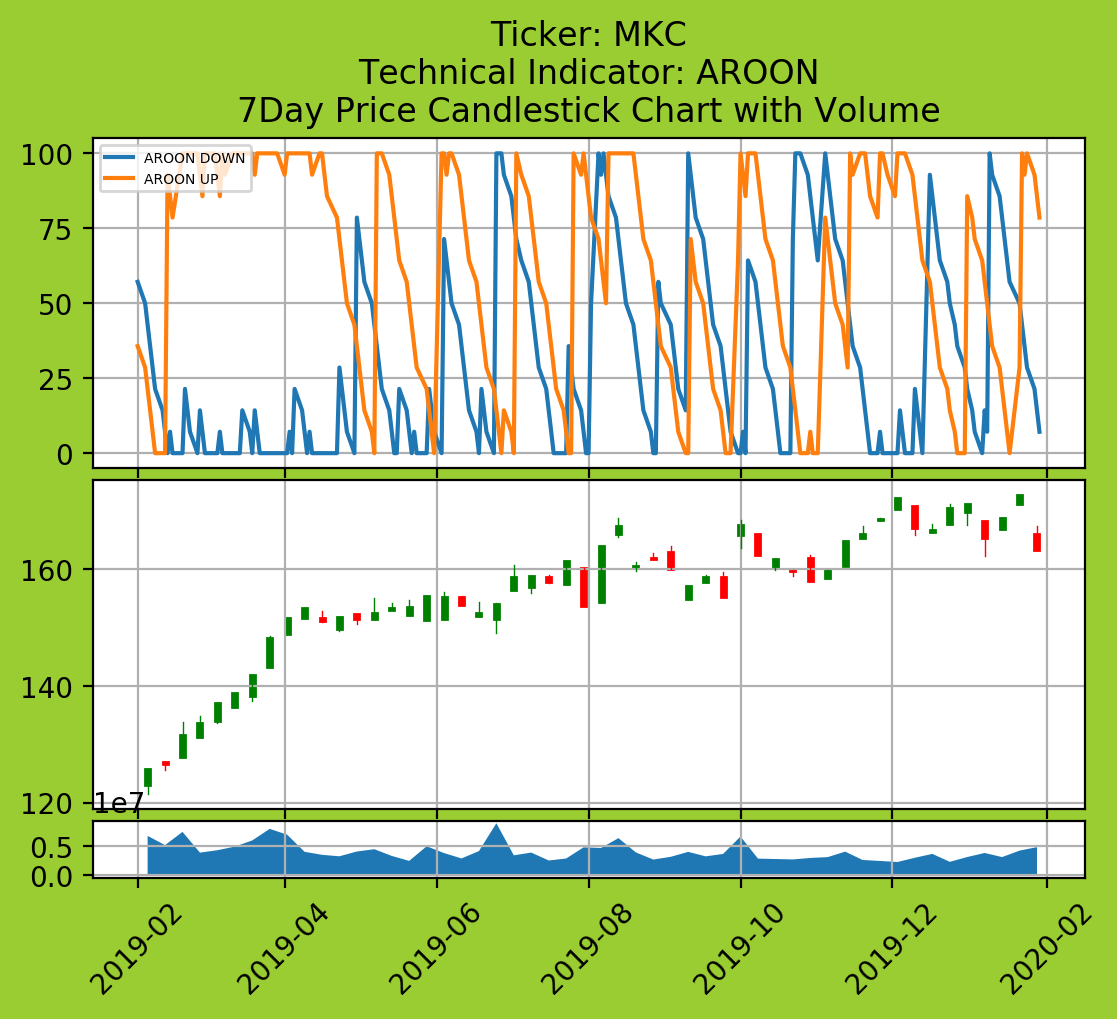 Ticker: MKC
Technical Indicator: AROON
7Day Price Candlestick Chart with Volume
100
75
50
25
0
AROON DOWN
AROON UP
160
140
120
1e7
0.5
0.0
2019-02
2019-04
2019-06
2019-08
2019-10
2019-12
2020-02